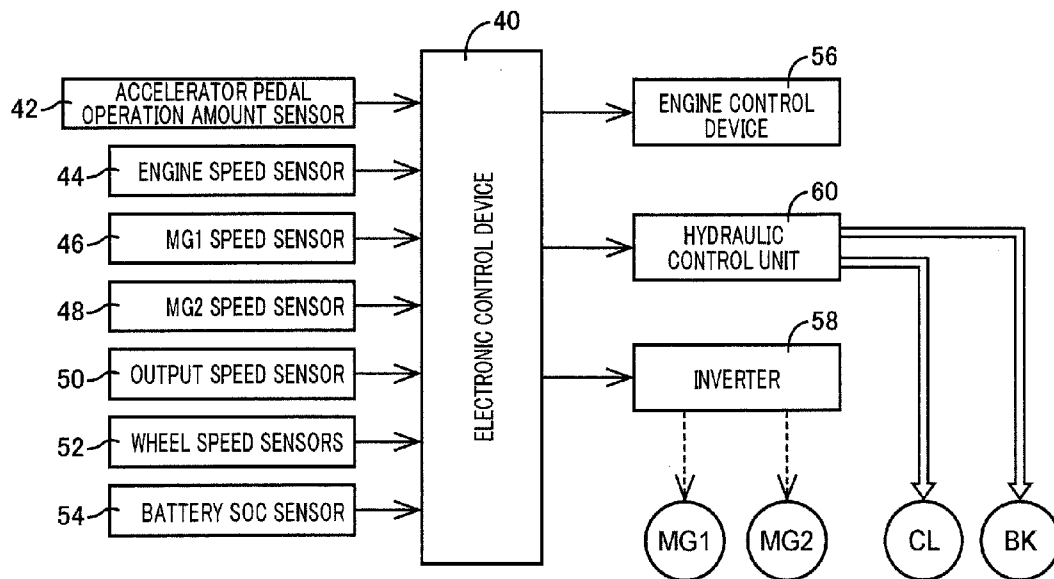 40
42
ACCELERATOR PEDAL
OPERATION AMOUNT SENSOR
44
ENGINE SPEED SENSOR
46
MG1 SPEED SENSOR
48
MG2 SPEED SENSOR
50
OUTPUT SPEED SENSOR
52
WHEEL SPEED SENSORS
54
BATTERY SOC SENSOR
ELECTRONIC CONTROL DEVICE
56
ENGINE CONTROL
DEVICE
60
HYDRAULIC
CONTROL UNIT
58
INVERTER
MG1
MG2
CL
BK